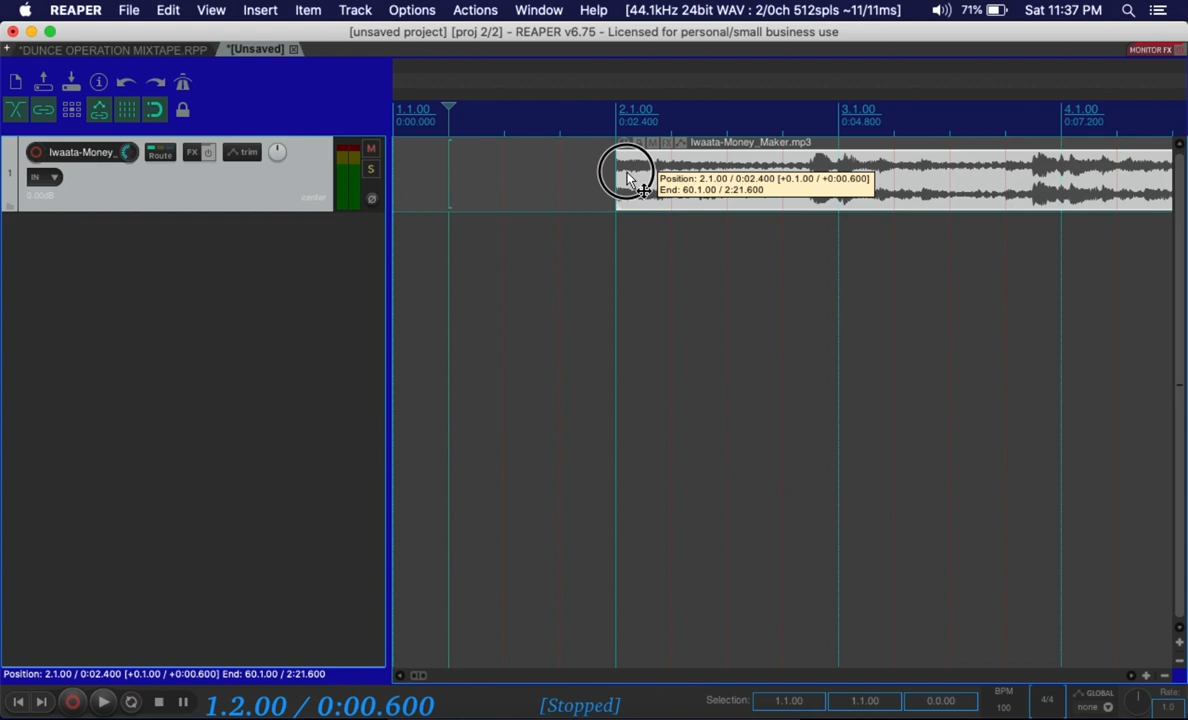 REAPER File Edit View Insert Item Track Options Actions Window Help [44.1kHz 24bit WAV : 2/0ch 512spls ~11/11ms] 71% Sat 11:37 PM
[unsaved project] [proj 2/2] - REAPER v6.75 - Licensed for personal/small business use
+ *DUNCE OPERATION MIXTAPE.RPP *[Unsaved] MONITOR FX
1.1.00 2.1.00 3.1.00 4.1.00
0:00.000 0:02.400 0:04.800 0:07.200
Iwaata-Money_Maker.mp3
1 Iwaata-Money_ Route FX trim M
IN S
0.00dB center
Position: 2.1.00 / 0:02.400 [+0.1.00 / +0:00.600]
End: 60.1.00 / 2:21.600
Position: 2.1.00 / 0:02.400 [+0.1.00 / +0:00.600] End: 60.1.00 / 2:21.600
1.2.00 / 0:00.600 [Stopped] Selection: 1.1.00 1.1.00 0.0.00 BPM 100 4/4 GLOBAL none Rate: 1.0